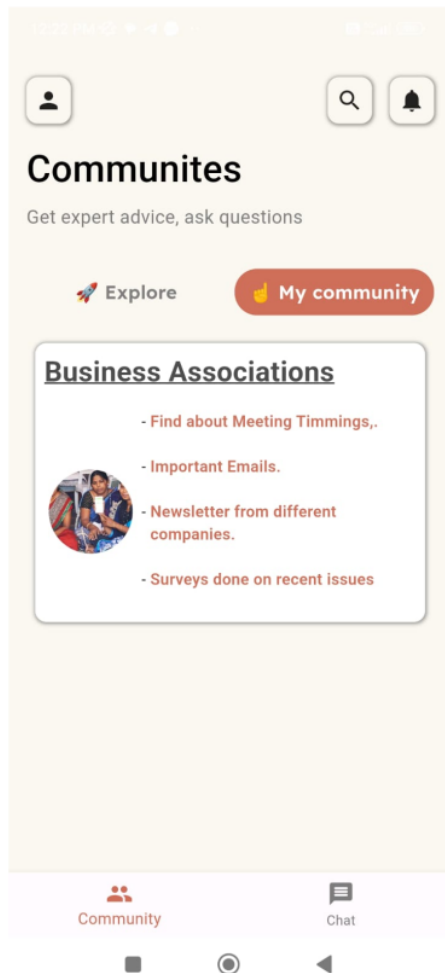 Communites
Get expert advice, ask questions
🚀 Explore
☝ My community
Business Associations
- Find about Meeting Timmings,.
- Important Emails.
- Newsletter from different
companies.
- Surveys done on recent issues
Community
Chat